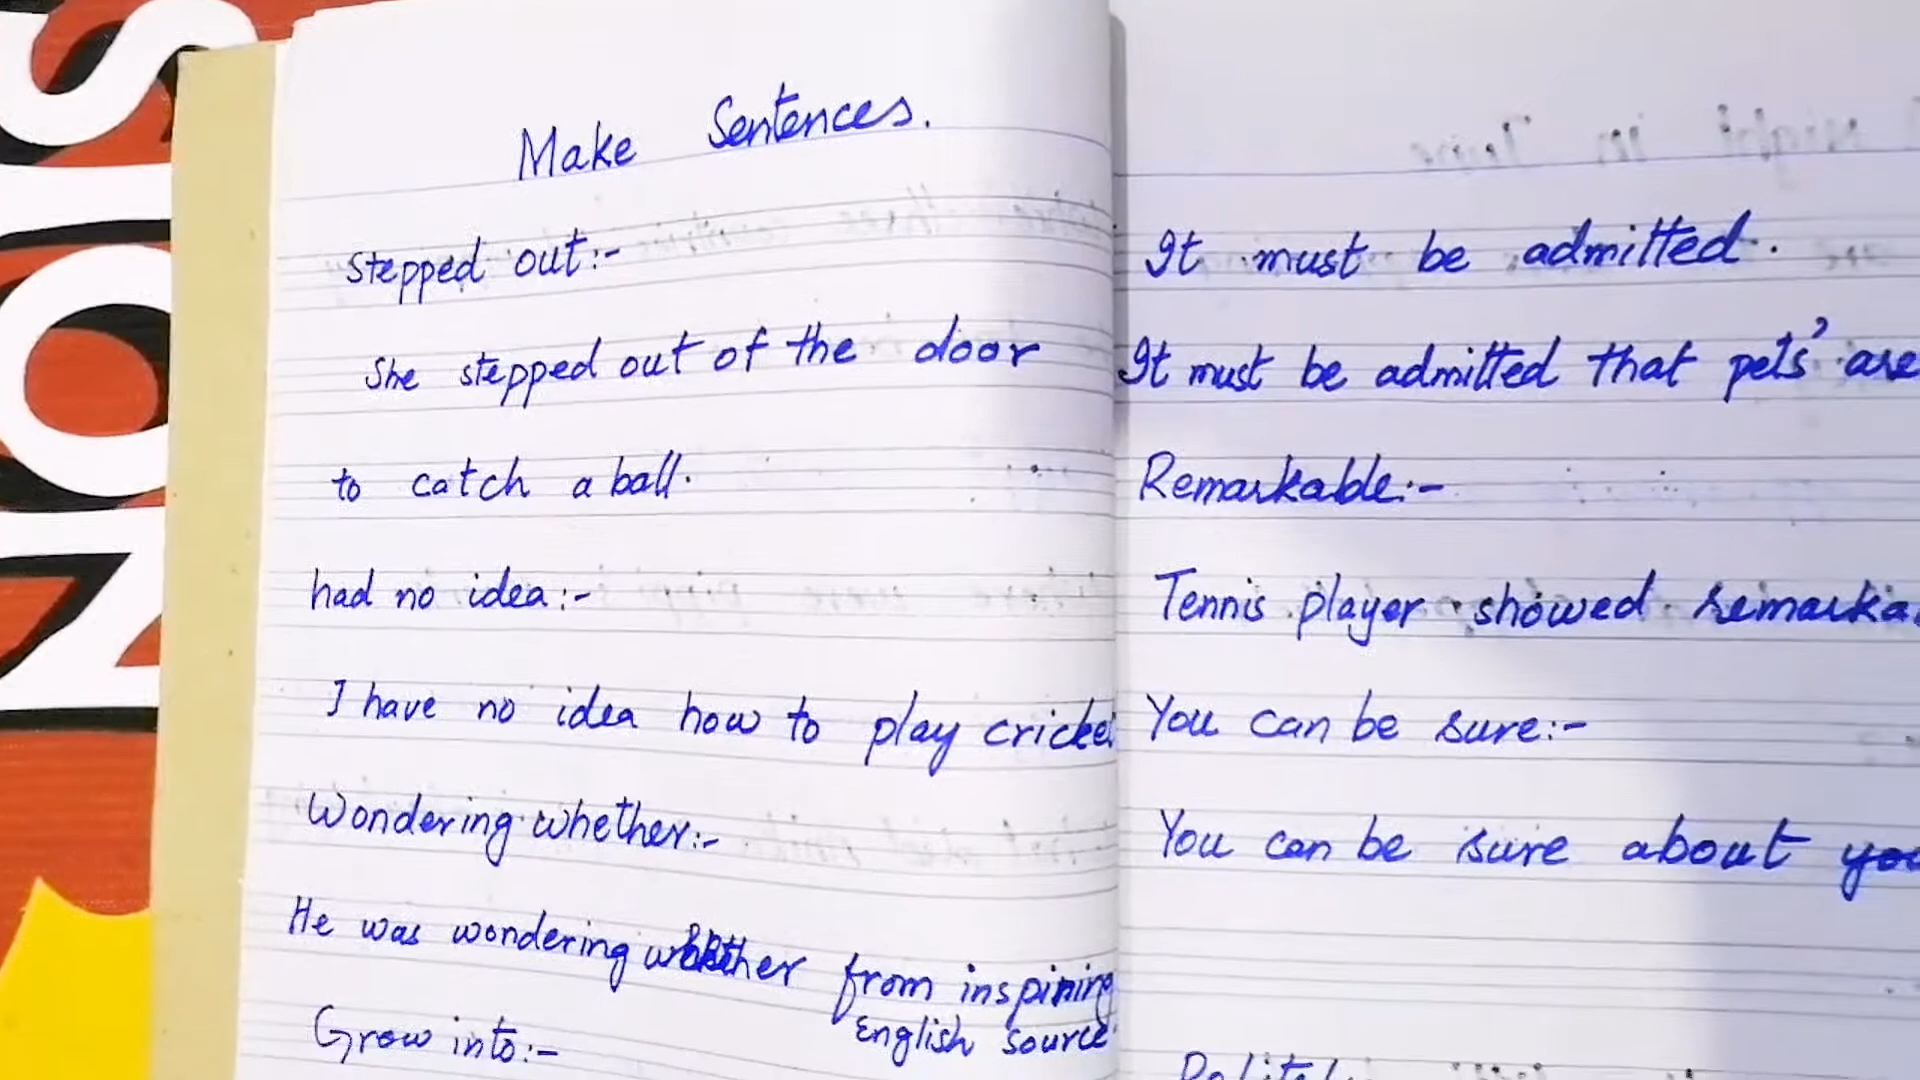 Make Sentences.
Stepped out:-
She stepped out of the door
to catch a ball.
had no idea:-
I have no idea how to play cricket
Wondering whether:-
He was wondering whether from inspiring
English source
Grow into:-
It must be admitted.
It must be admitted that pets' are
Remarkable:-
Tennis player showed remarka
You can be sure:-
You can be sure about you